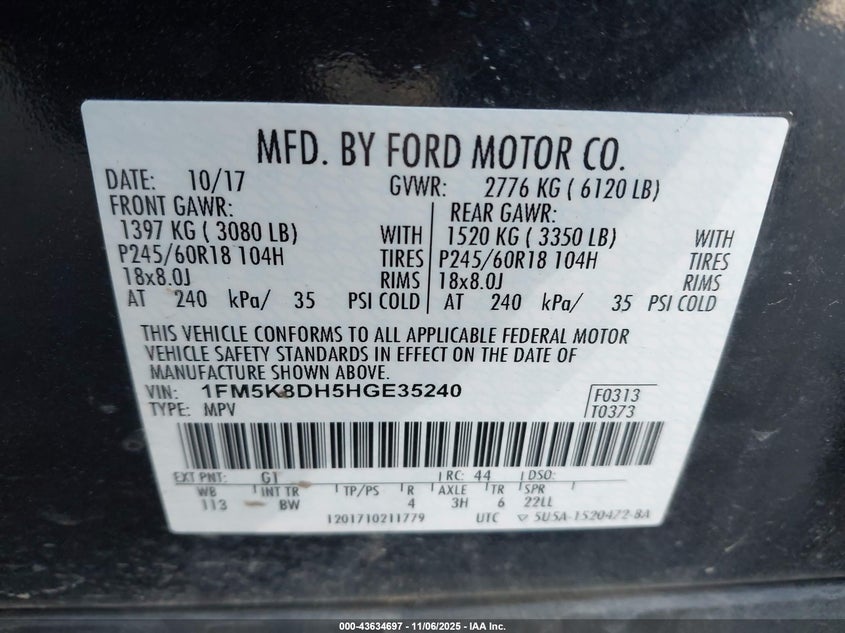 MFD. BY FORD MOTOR CO.
DATE: 10/17 GVWR: 2776 KG ( 6120 LB)
FRONT GAWR: REAR GAWR:
1397 KG ( 3080 LB) WITH 1520 KG ( 3350 LB) WITH
P245/60R18 104H TIRES P245/60R18 104H TIRES
18x8.0J RIMS 18x8.0J RIMS
AT 240 kPa/ 35 PSI COLD AT 240 kPa/ 35 PSI COLD
THIS VEHICLE CONFORMS TO ALL APPLICABLE FEDERAL MOTOR
VEHICLE SAFETY STANDARDS IN EFFECT ON THE DATE OF
MANUFACTURE SHOWN ABOVE.
VIN: 1FM5K8DH5HGE35240 F0313
TYPE: MPV T0373
EXT PNT: G1 RC: 44 DSO:
WB INT TR TP/PS R AXLE TR SPR
113 BW 4 3H 6 22LL
1201710211779 UTC ▽ 5U5A-1520472-BA
000-43634697 - 11/06/2025 - IAA Inc.